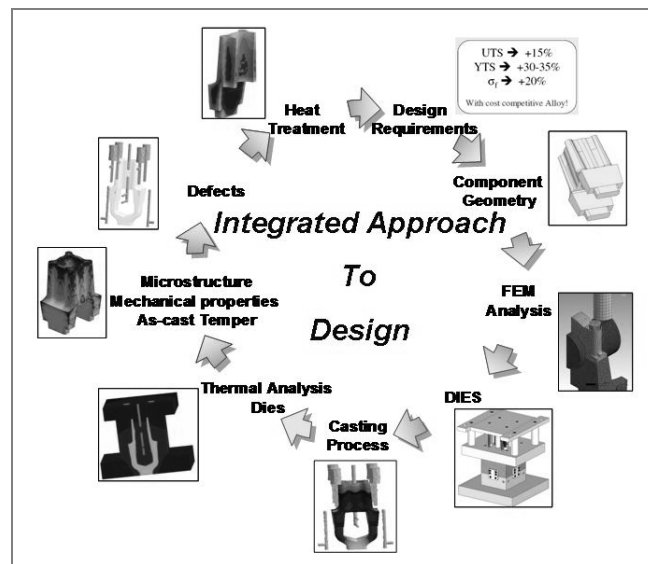 UTS → +15%
YTS → +30-35%
σf → +20%
With cost competitive Alloy!
Heat
Treatment
Design
Requirements
Component
Geometry
FEM
Analysis
DIES
Casting
Process
Thermal Analysis
Dies
Microstructure
Mechanical properties
As-cast Temper
Defects
Integrated Approach
To
Design